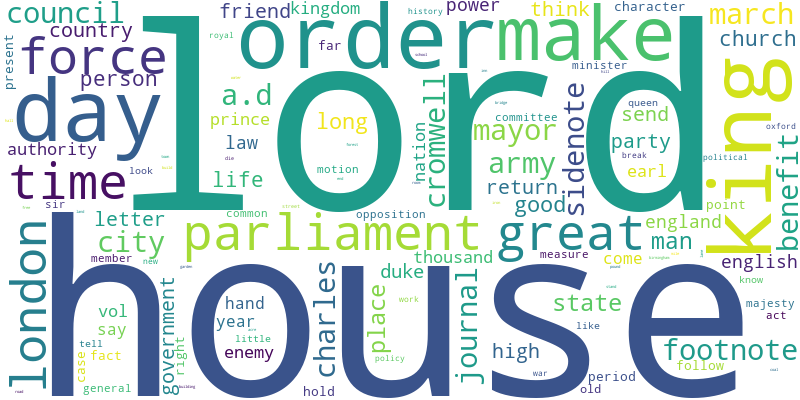 council
friend
kingdom
power
think
character
march
country
royal
history
lord
order
make
church
force
far
present
person
minister
day
a.d
prince
long
cromwell
committee
queen
send
king
oxford
authority
law
nation
mayor
sidenote
party
look
die
motion
army
break
earl
political
time
life
return
benefit
sir
letter
common
opposition
good
england
point
city
parliament
great
man
london
member
new
thousand
measure
come
english
duke
house
know
government
charles
place
journal
state
vol
hand
majesty
say
year
work
like
act
tell
little
right
case
fact
enemy
policy
high
footnote
general
hold
war
period
old
follow